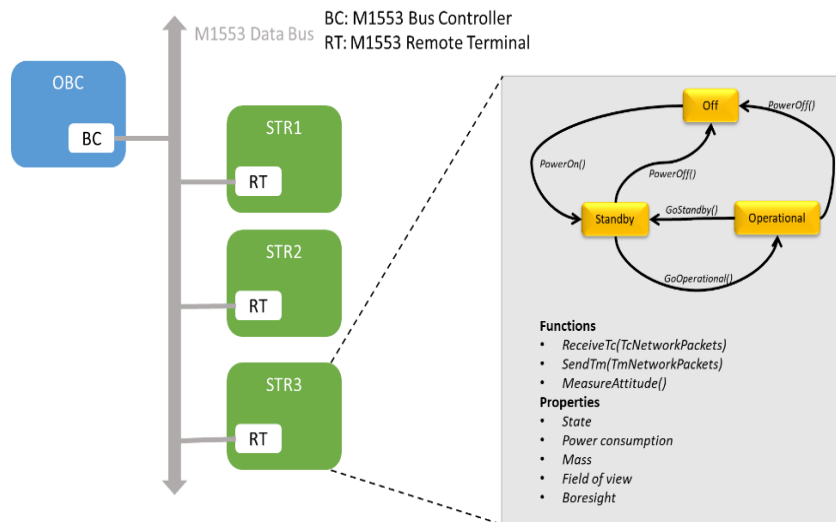 BC: M1553 Bus Controller
M1553 Data Bus
RT: M1553 Remote Terminal
OBC
BC
STR1
RT
STR2
RT
STR3
RT
Off
PowerOff()
PowerOn()
PowerOff()
Standby
GoStandby()
Operational
GoOperational()
Functions
• ReceiveTc(TcNetworkPackets)
• SendTm(TmNetworkPackets)
• MeasureAttitude()
Properties
• State
• Power consumption
• Mass
• Field of view
• Boresight